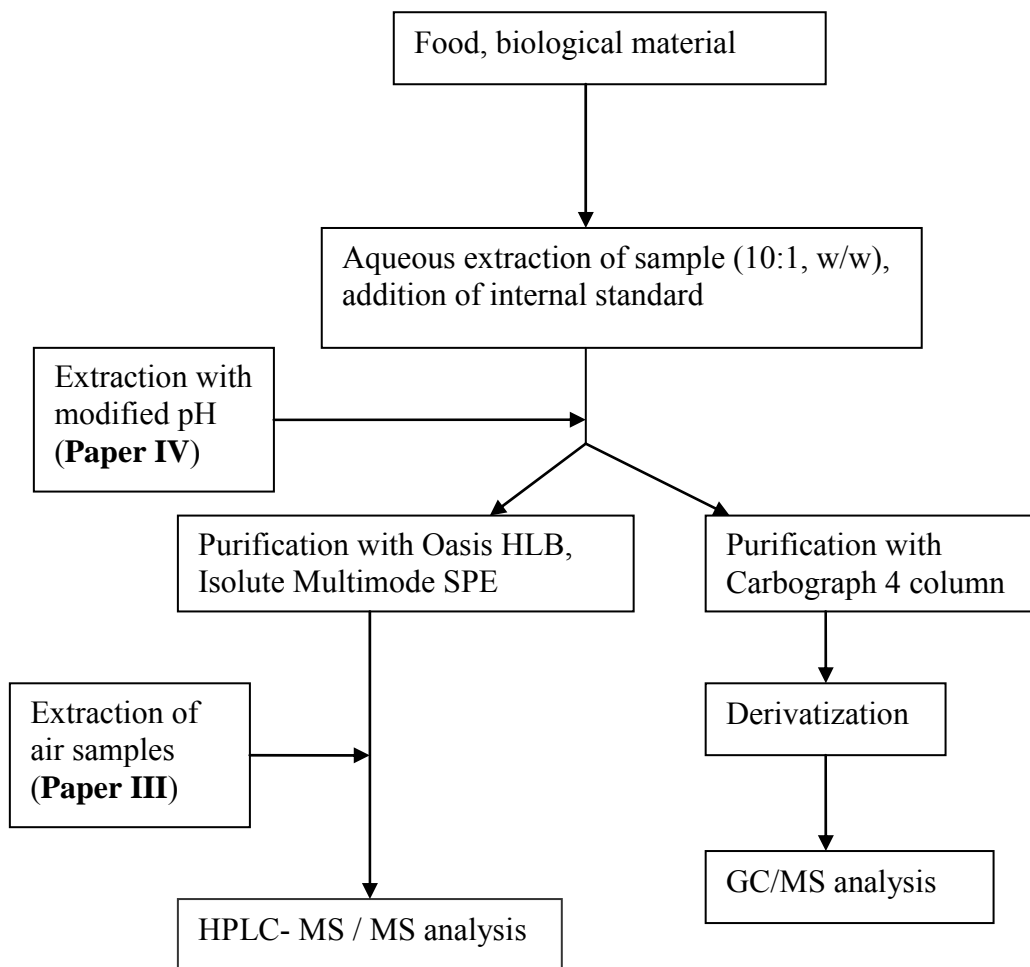 Food, biological material
Aqueous extraction of sample (10:1, w/w),
addition of internal standard
Extraction with
modified pH
(Paper IV)
Purification with Oasis HLB,
Isolute Multimode SPE
Purification with
Carbograph 4 column
Extraction of
air samples
(Paper III)
Derivatization
GC/MS analysis
HPLC- MS / MS analysis